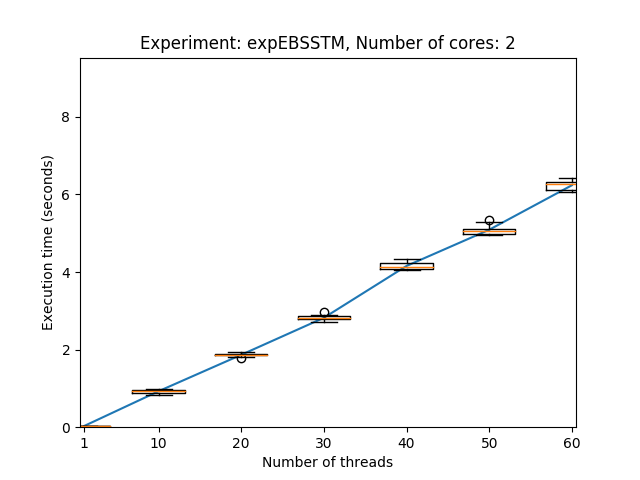 Experiment: expEBSSTM, Number of cores: 2
Execution time (seconds)
8
6
4
2
0
1 10 20 30 40 50 60
Number of threads